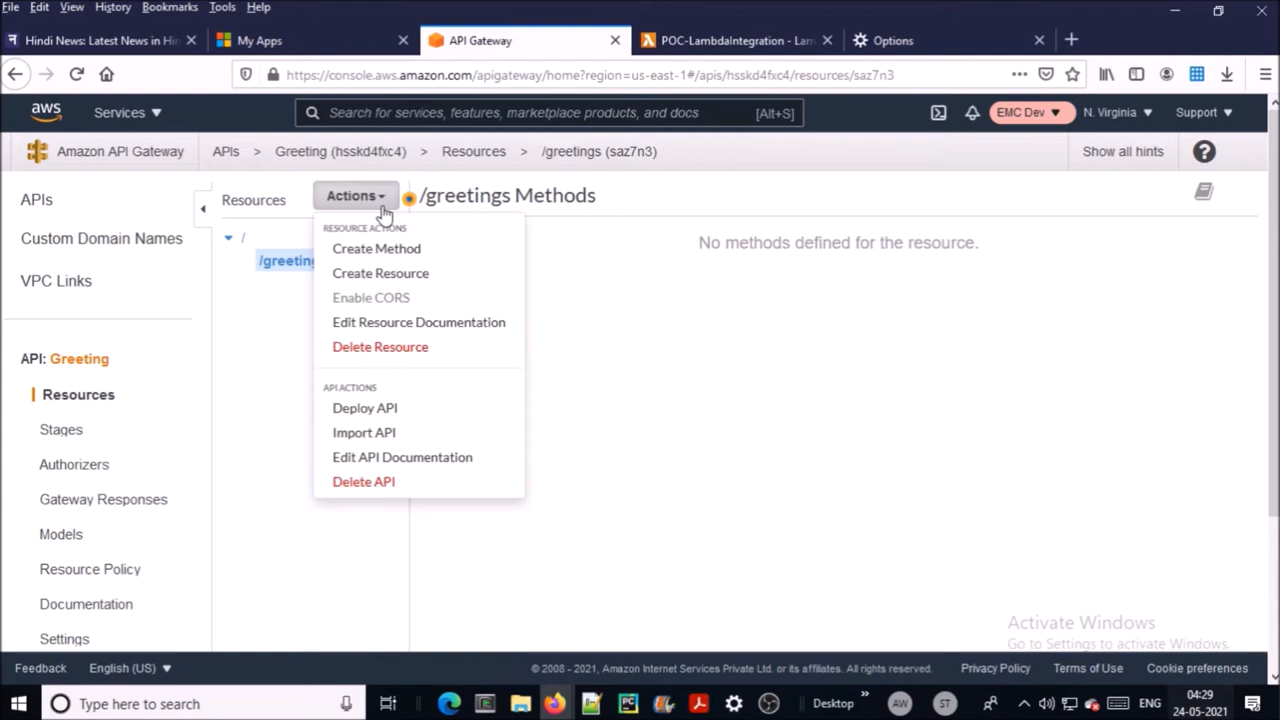 File Edit View History Bookmarks Tools Help
Hindi News: Latest News in Hin
My Apps
API Gateway
POC-LambdaIntegration - Lam
Options
https://console.aws.amazon.com/apigateway/home?region=us-east-1#/apis/hsskd4fxc4/resources/saz7n3
aws
Services
Search for services, features, marketplace products, and docs [Alt+S]
EMC Dev
N. Virginia
Support
Amazon API Gateway
APIs > Greeting (hsskd4fxc4) > Resources > /greetings (saz7n3)
Show all hints
?
APIs
Custom Domain Names
VPC Links
API: Greeting
Resources
Stages
Authorizers
Gateway Responses
Models
Resource Policy
Documentation
Settings
Resources
Actions
/
/greeting
RESOURCE ACTIONS
Create Method
Create Resource
Enable CORS
Edit Resource Documentation
Delete Resource
API ACTIONS
Deploy API
Import API
Edit API Documentation
Delete API
/greetings Methods
No methods defined for the resource.
Activate Windows
Go to Settings to activate Windows.
Feedback
English (US)
© 2008 - 2021, Amazon Internet Services Private Ltd. or its affiliates. All rights reserved.
Privacy Policy
Terms of Use
Cookie preferences
Type here to search
PC
Desktop
AW
ST
ENG
04:29
24-05-2021